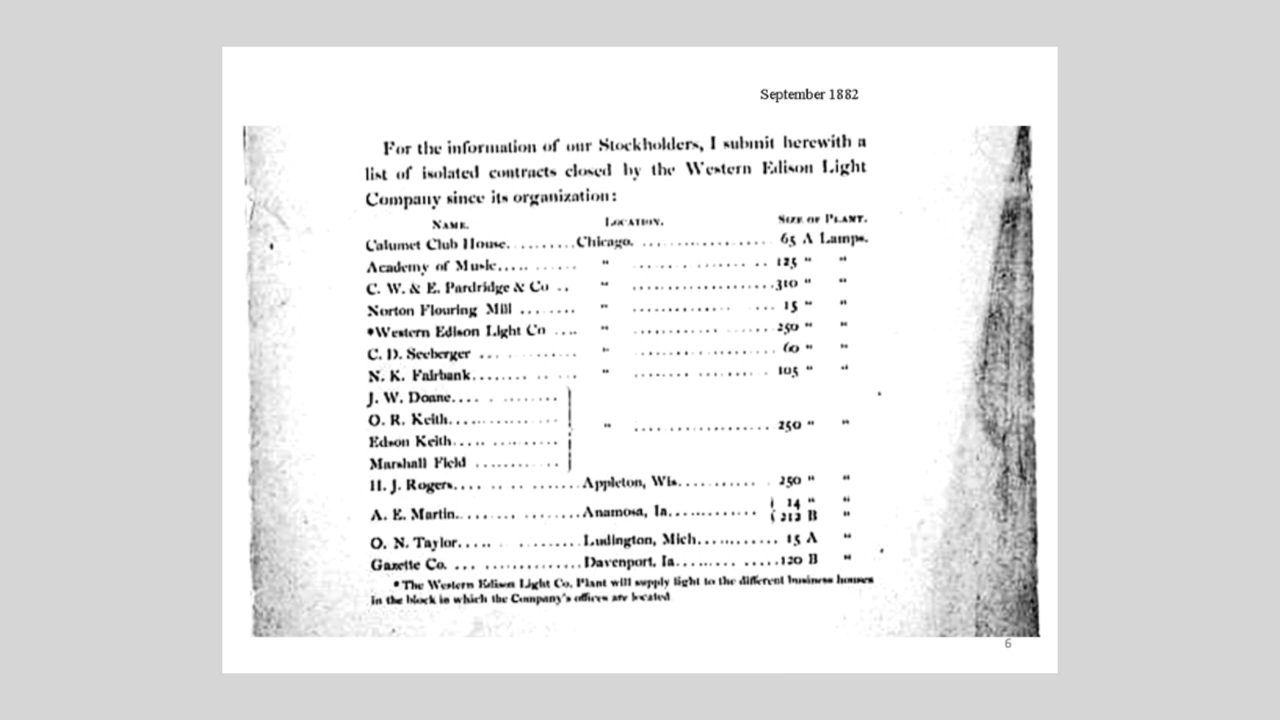 September 1882
For the information of our Stockholders, I submit herewith a
list of isolated contracts closed by the Western Edison Light
Company since its organization:
NAME. LOCATION. SIZE OF PLANT.
Calumet Club House.........Chicago. .................... 65 A Lamps.
Academy of Music............. " .................... 125 " "
C. W. & E. Pardridge & Co .. " .....................310 " "
Norton Flouring Mill ........ " .................... 15 " "
*Western Edison Light Co .... " ....................250 " "
C. D. Seeberger ............. " .................... 60 " "
N. K. Fairbank............... " .................... 105 " "
J. W. Doane................
O. R. Keith................
Edson Keith................ " .................... 250 " "
Marshall Field ............
H. J. Rogers.................Appleton, Wis........... 250 " "
A. E. Martin.................Anamosa, Ia............. { 14 " "
{ 212 B "
O. N. Taylor.................Ludington, Mich.......... 15 A "
Gazette Co. .................Davenport, Ia.............120 B "
* The Western Edison Light Co. Plant will supply light to the different business houses
in the block in which the Company's offices are located
6